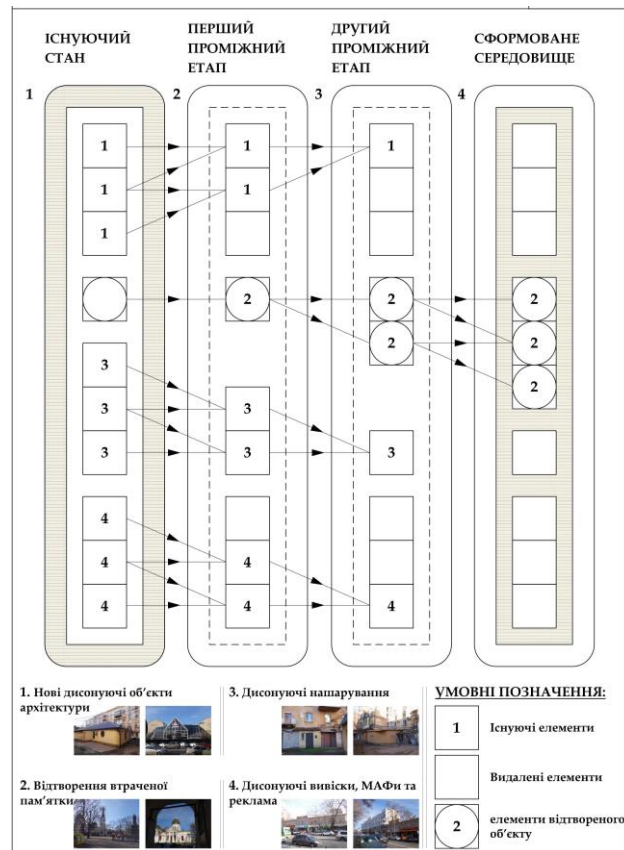 ІСНУЮЧИЙ
СТАН
ПЕРШИЙ
ПРОМІЖНИЙ
ЕТАП
ДРУГИЙ
ПРОМІЖНИЙ
ЕТАП
СФОРМОВАНЕ
СЕРЕДОВИЩЕ
1 2 3 4
1 1 1
1 1
1
2 2 2
2 2
2
3
3 3
3 3 3
4
4 4
4 4 4
1. Нові дисонуючі об'єкти
архітектури
3. Дисонуючі нашарування
2. Відтворення втраченої
пам'ятки
4. Дисонуючі вивіски, МАФи та
реклама
УМОВНІ ПОЗНАЧЕННЯ:
1 Існуючі елементи
Видалені елементи
2 елементи відтвореного
об'єкту